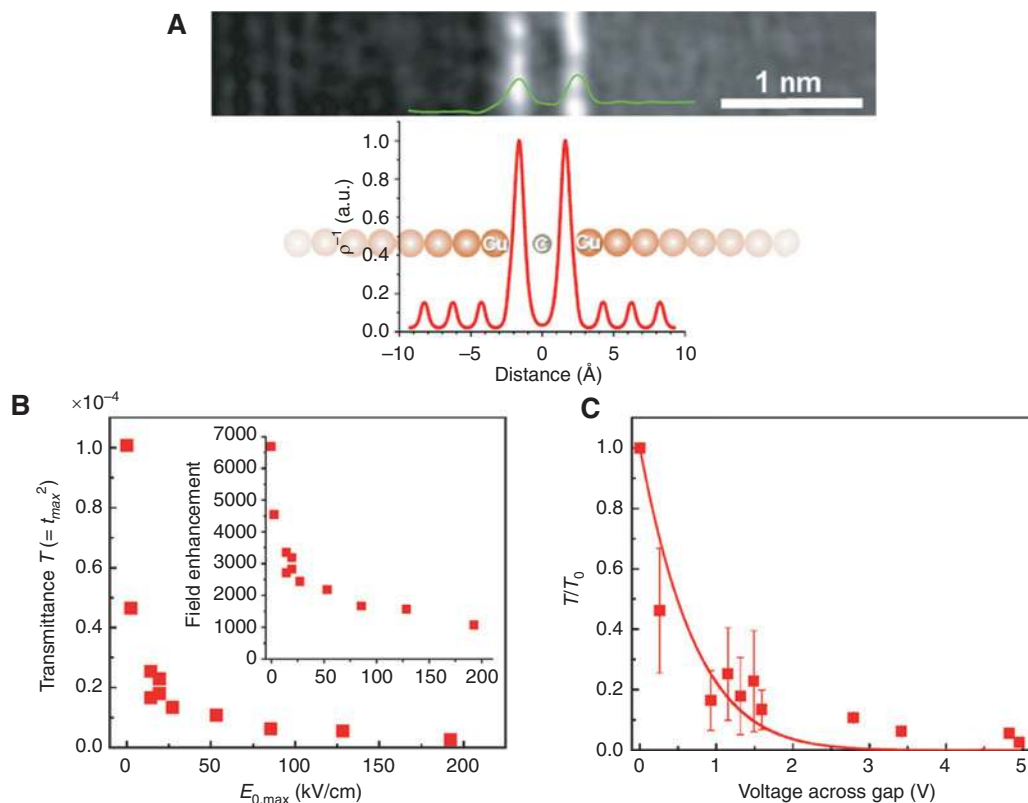 A
1 nm
1.0
0.8
0.6
0.4
0.2
0.0
ρ⁻¹ (a.u.)
Cu C Cu
–10 –5 0 5 10
Distance (Å)
B
×10⁻⁴
1.0
0.8
0.6
0.4
0.2
0.0
Transmittance T (= t_max²)
0 50 100 150 200
E_0,max (kV/cm)
7000
6000
5000
4000
3000
2000
1000
0
Field enhancement
0 50 100 150 200
C
1.0
0.8
0.6
0.4
0.2
0.0
T/T₀
0 1 2 3 4 5
Voltage across gap (V)